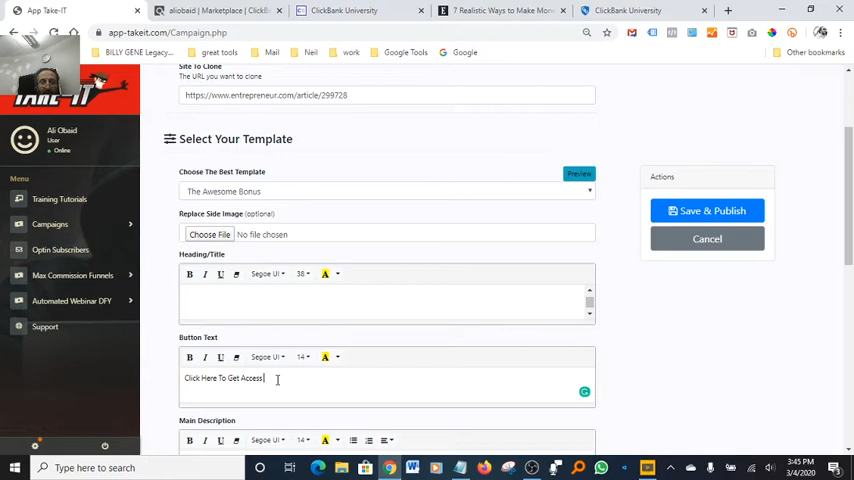 App Take-IT
aliobaid | Marketplace | ClickB
ClickBank University
7 Realistic Ways to Make Mone
ClickBank University
app-takeit.com/Campaign.php
BILLY GENE Legacy...
great tools
Mail
Neil
work
Google Tools
Google
Other bookmarks
TAKE-IT
Ali Obaid
User
Online
Menu
Training Tutorials
Campaigns
Optin Subscribers
Max Commission Funnels
Automated Webinar DFY
Support
Site To Clone
The URL you want to clone
https://www.entrepreneur.com/article/299728
Select Your Template
Choose The Best Template
Preview
The Awesome Bonus
Replace Side Image (optional)
Choose File No file chosen
Heading/Title
B I U Segoe UI 38 A
Button Text
B I U Segoe UI 14 A
Click Here To Get Access
Main Description
B I U Segoe UI 14 A
Actions
Save & Publish
Cancel
Type here to search
3:45 PM
3/4/2020